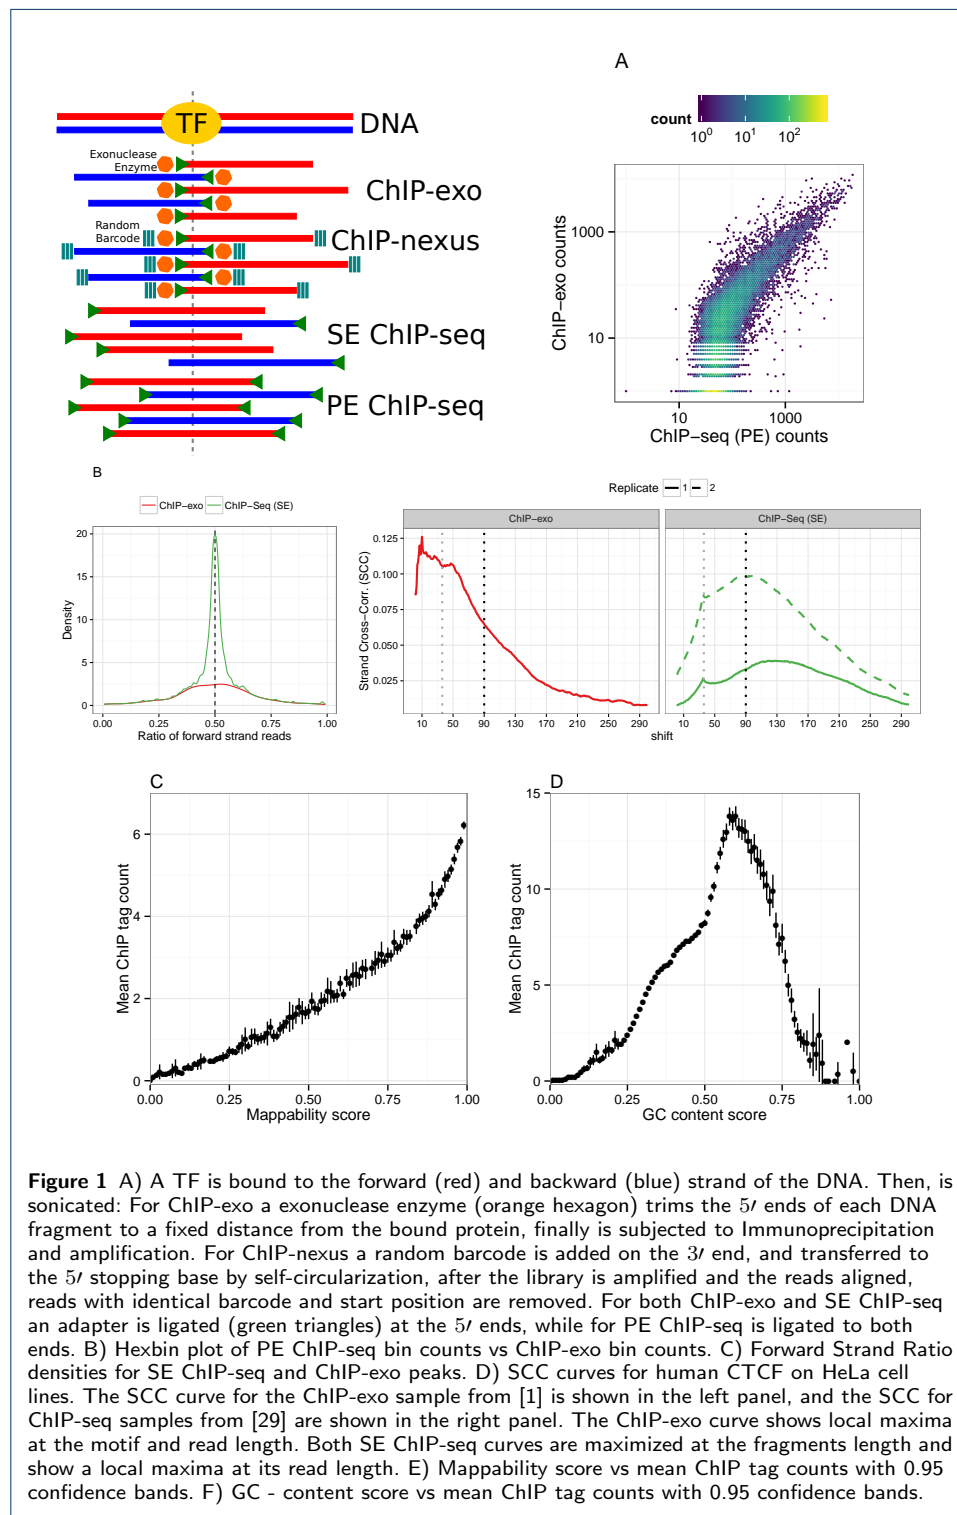 A
TF
DNA
Exonuclease
Enzyme
ChIP-exo
Random
Barcode
ChIP-nexus
SE ChIP-seq
PE ChIP-seq
count
10⁰ 10¹ 10²
ChIP−exo counts
1000
10
10 1000
ChIP−seq (PE) counts
B
ChIP−exo ChIP−Seq (SE)
Density
20
15
10
5
0
0.00 0.25 0.50 0.75 1.00
Ratio of forward strand reads
Replicate 1 2
ChIP−exo ChIP−Seq (SE)
Strand Cross−Corr. (SCC)
0.125
0.100
0.075
0.050
0.025
10 50 90 130 170 210 250 290 10 50 90 130 170 210 250 290
shift
C
Mean ChIP tag count
6
4
2
0
0.00 0.25 0.50 0.75 1.00
Mappability score
D
Mean ChIP tag count
15
10
5
0
0.00 0.25 0.50 0.75 1.00
GC content score
Figure 1 A) A TF is bound to the forward (red) and backward (blue) strand of the DNA. Then, is
sonicated: For ChIP-exo a exonuclease enzyme (orange hexagon) trims the 5′ ends of each DNA
fragment to a fixed distance from the bound protein, finally is subjected to Immunoprecipitation
and amplification. For ChIP-nexus a random barcode is added on the 3′ end, and transferred to
the 5′ stopping base by self-circularization, after the library is amplified and the reads aligned,
reads with identical barcode and start position are removed. For both ChIP-exo and SE ChIP-seq
an adapter is ligated (green triangles) at the 5′ ends, while for PE ChIP-seq is ligated to both
ends. B) Hexbin plot of PE ChIP-seq bin counts vs ChIP-exo bin counts. C) Forward Strand Ratio
densities for SE ChIP-seq and ChIP-exo peaks. D) SCC curves for human CTCF on HeLa cell
lines. The SCC curve for the ChIP-exo sample from [1] is shown in the left panel, and the SCC for
ChIP-seq samples from [29] are shown in the right panel. The ChIP-exo curve shows local maxima
at the motif and read length. Both SE ChIP-seq curves are maximized at the fragments length and
show a local maxima at its read length. E) Mappability score vs mean ChIP tag counts with 0.95
confidence bands. F) GC - content score vs mean ChIP tag counts with 0.95 confidence bands.